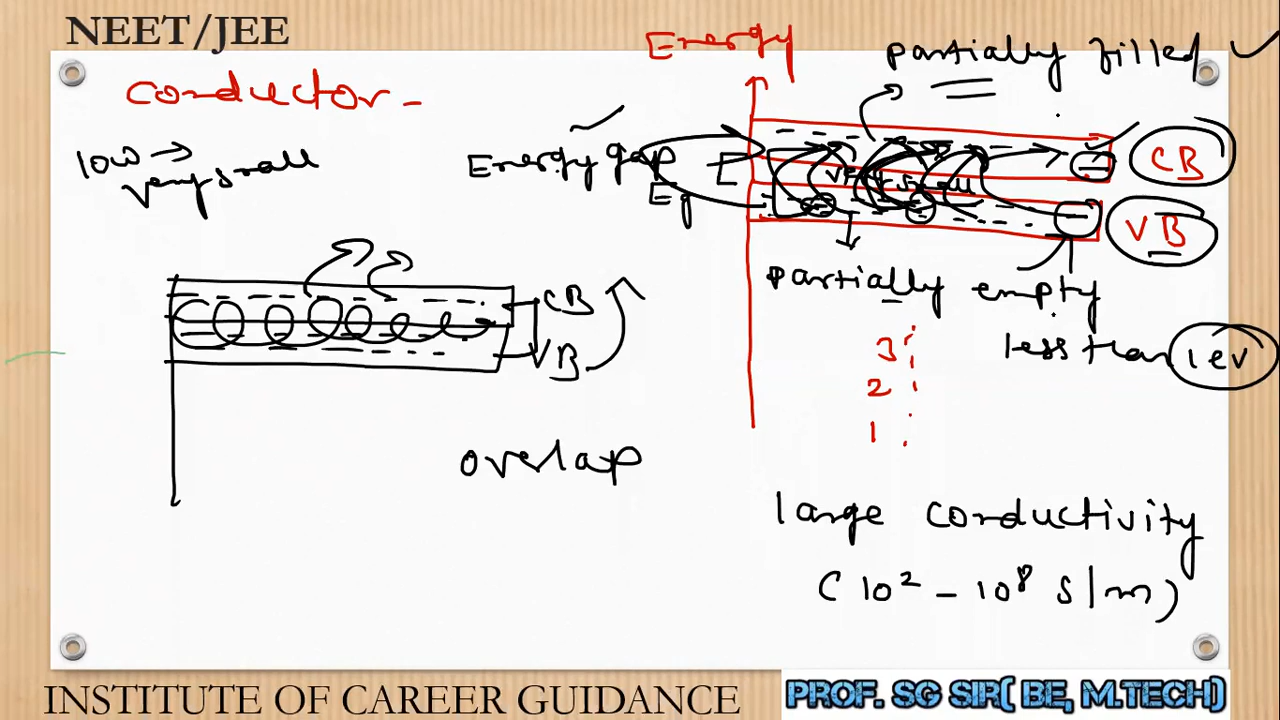 NEET/JEE
Energy
partially filled
conductor -
low →
very small
Energy gap
Eg
CB
VB
partially empty
less than 1ev
CB
VB
3
2
1
overlap
large conductivity
(10² - 10⁸ S/m)
INSTITUTE OF CAREER GUIDANCE
PROF. SG SIR( BE, M.TECH)